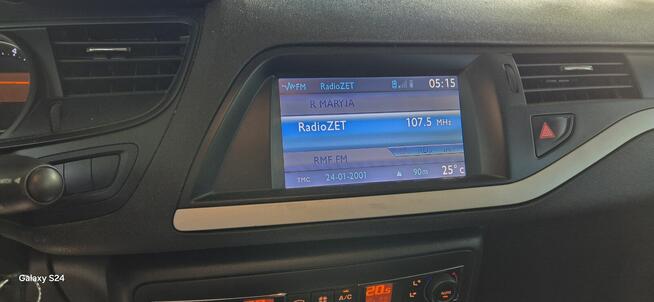 FM RadioZET 05:15
R MARYJA
RadioZET 107.5 MHz
RMF FM
TMC 24-01-2001 90m 25° C
Galaxy S24
A/C 20.5 AUTO